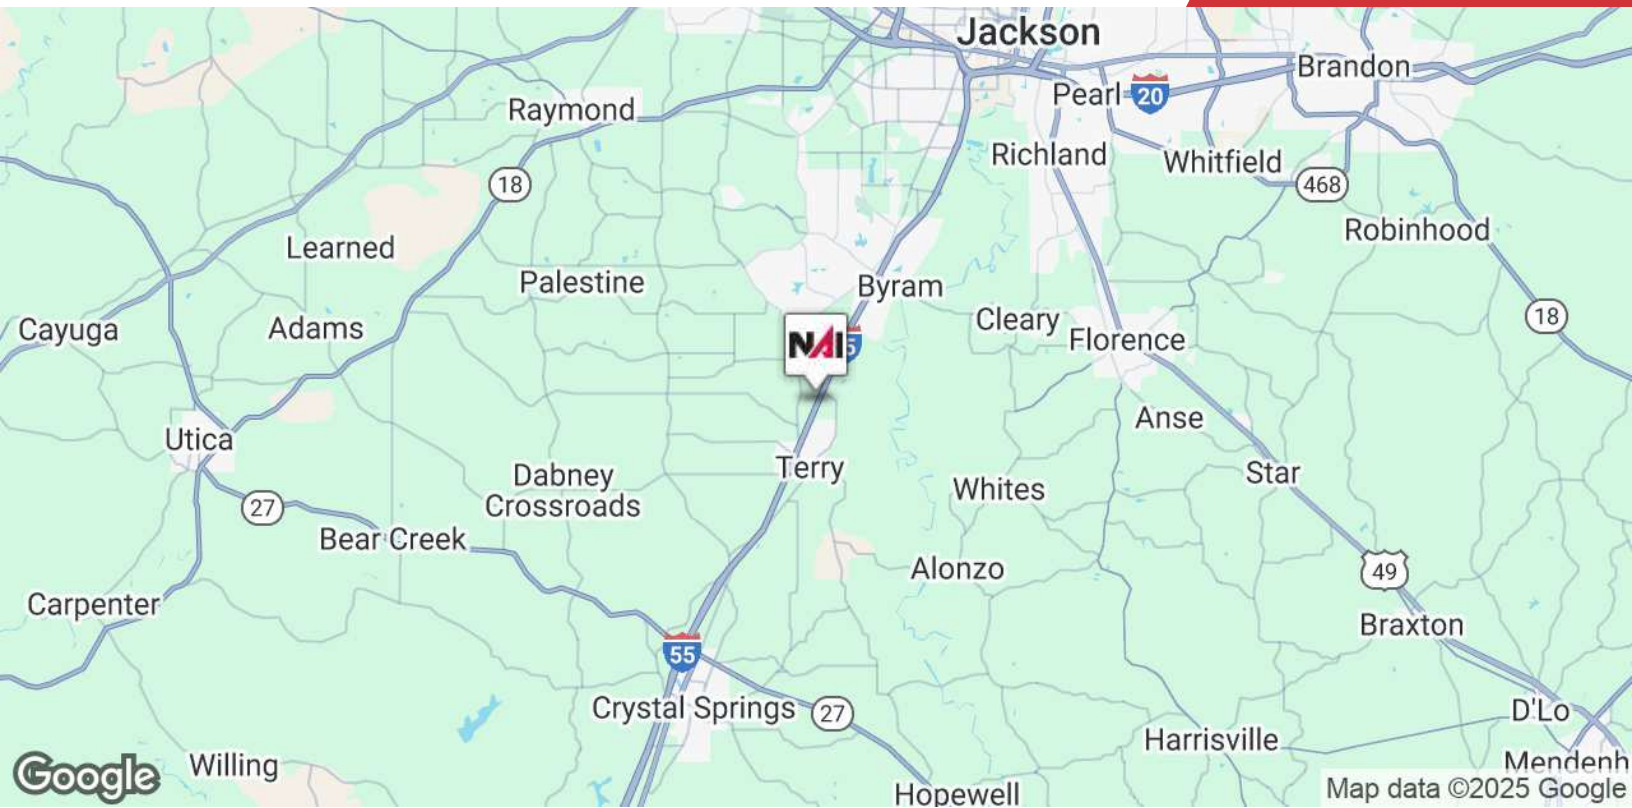 Jackson
Brandon
Pearl
20
Raymond
Richland
Whitfield
18
468
Robinhood
Learned
Palestine
Byram
Cleary
18
Cayuga
Adams
Florence
NAI
5
Anse
Utica
Terry
Star
Dabney
Crossroads
Whites
27
Bear Creek
Alonzo
49
Carpenter
Braxton
55
Crystal Springs
27
D'Lo
Harrisville
Willing
Mendenh
Google
Hopewell
Map data ©2025 Google